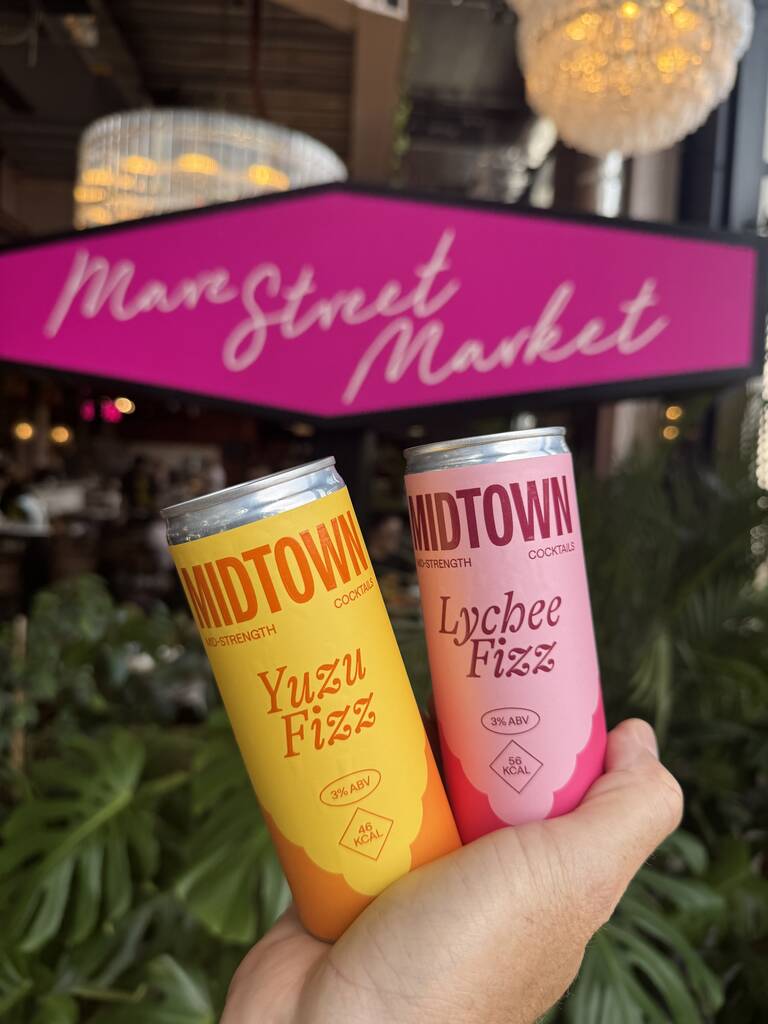 Mare Street
Market
MIDTOWN
MID-STRENGTH
COCKTAILS
Yuzu
Fizz
3% ABV
46
KCAL
MIDTOWN
MID-STRENGTH
COCKTAILS
Lychee
Fizz
3% ABV
56
KCAL